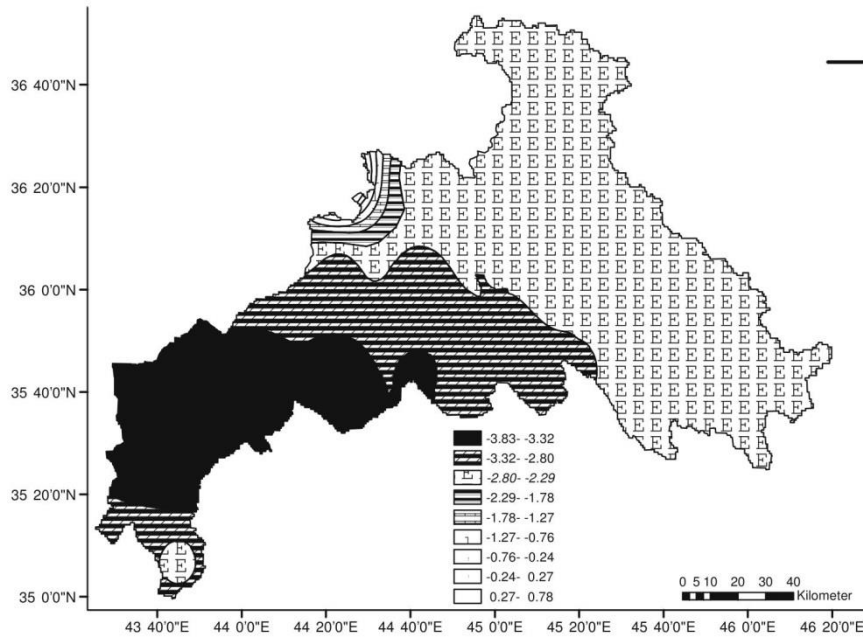 36 40'0"N
36 20'0"N
36 0'0"N
35 40'0"N
35 20'0"N
35 0'0"N
-3.83- -3.32
-3.32- -2.80
E -2.80- -2.29
-2.29- -1.78
-1.78- -1.27
-1.27- -0.76
-0.76- -0.24
-0.24- 0.27
0.27- 0.78
0 5 10 20 30 40
Kilometer
43 40'0"E 44 0'0"E 44 20'0"E 44 40'0"E 45 0'0"E 45 20'0"E 45 40'0"E 46 0'0"E 46 20'0"E